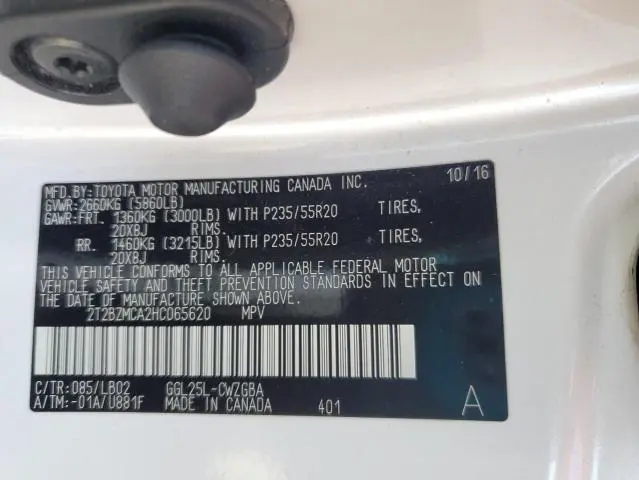 MFD.BY:TOYOTA MOTOR MANUFACTURING CANADA INC. 10/16
GVWR:2660KG (5860LB)
GAWR:FRT. 1360KG (3000LB) WITH P235/55R20 TIRES,
20X8J RIMS.
RR. 1460KG (3215LB) WITH P235/55R20 TIRES,
20X8J RIMS.
THIS VEHICLE CONFORMS TO ALL APPLICABLE FEDERAL MOTOR
VEHICLE SAFETY AND THEFT PREVENTION STANDARDS IN EFFECT ON
THE DATE OF MANUFACTURE SHOWN ABOVE.
2T2BZMCA2HC065620 MPV
C/TR:085/LB02 GGL25L-CWZGBA
A/TM:-01A/U881F MADE IN CANADA 401 A